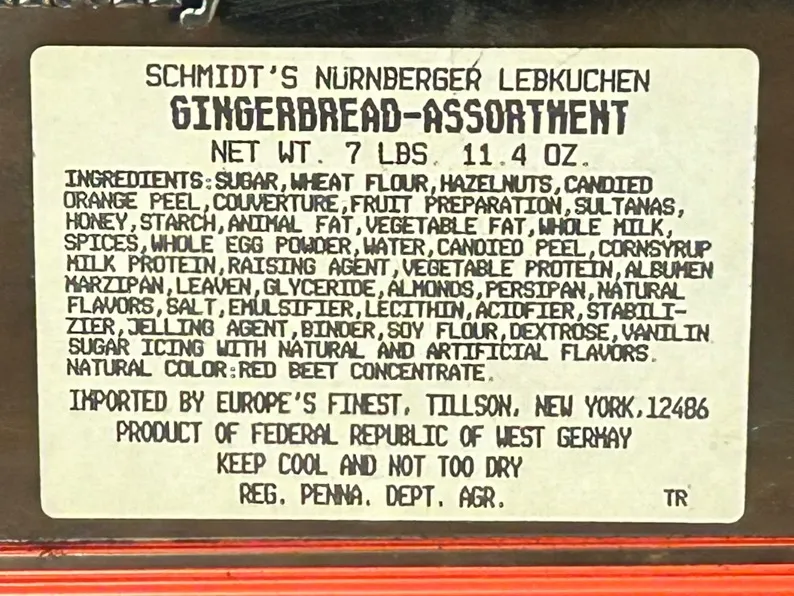 SCHMIDT'S NÜRNBERGER LEBKUCHEN
GINGERBREAD-ASSORTMENT
NET WT. 7 LBS. 11.4 OZ.
INGREDIENTS:SUGAR,WHEAT FLOUR,HAZELNUTS,CANDIED
ORANGE PEEL,COUVERTURE,FRUIT PREPARATION,SULTANAS,
HONEY,STARCH,ANIMAL FAT,VEGETABLE FAT,WHOLE MILK,
SPICES,WHOLE EGG POWDER,WATER,CANDIED PEEL,CORNSYRUP
MILK PROTEIN,RAISING AGENT,VEGETABLE PROTEIN,ALBUMEN
MARZIPAN,LEAVEN,GLYCERIDE,ALMONDS,PERSIPAN,NATURAL
FLAVORS,SALT,EMULSIFIER,LECITHIN,ACIDFIER,STABILI-
ZIER,JELLING AGENT,BINDER,SOY FLOUR,DEXTROSE,VANILIN
SUGAR ICING WITH NATURAL AND ARTIFICIAL FLAVORS.
NATURAL COLOR:RED BEET CONCENTRATE.
IMPORTED BY EUROPE'S FINEST, TILLSON, NEW YORK,12486
PRODUCT OF FEDERAL REPUBLIC OF WEST GERMAY
KEEP COOL AND NOT TOO DRY
REG. PENNA. DEPT. AGR. TR